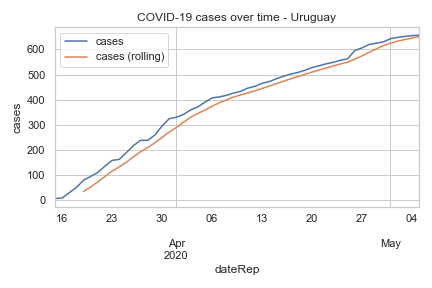 COVID-19 cases over time - Uruguay
cases
cases (rolling)
cases
600
500
400
300
200
100
0
16 23 30 06 13 20 27 04
Apr May
2020
dateRep